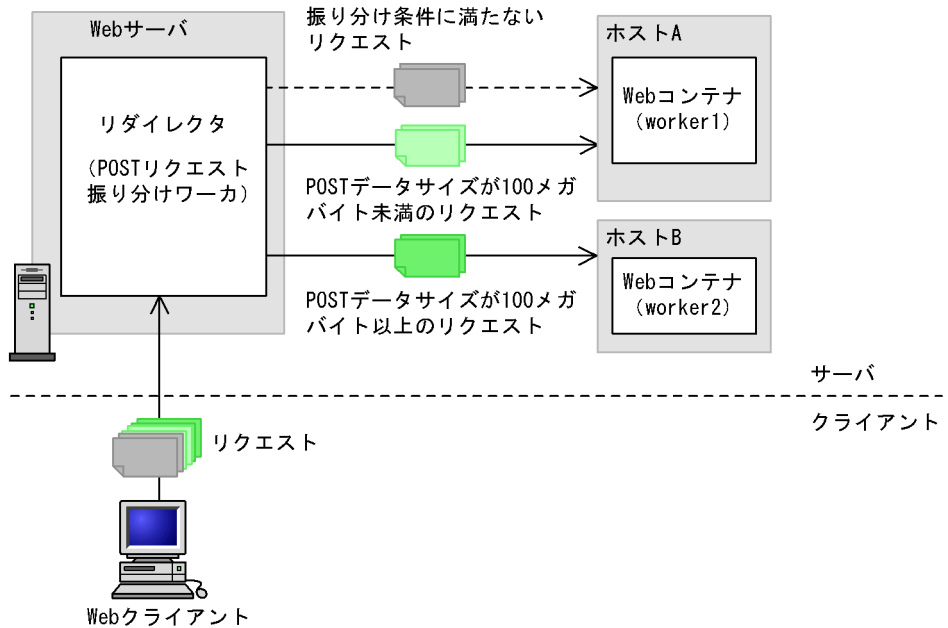 Webサーバ
振り分け条件に満たない
リクエスト
ホストA
Webコンテナ
(worker1)
リダイレクタ
(POSTリクエスト
振り分けワーカ)
POSTデータサイズが100メガ
バイト未満のリクエスト
ホストB
Webコンテナ
(worker2)
POSTデータサイズが100メガ
バイト以上のリクエスト
サーバ
クライアント
リクエスト
Webクライアント